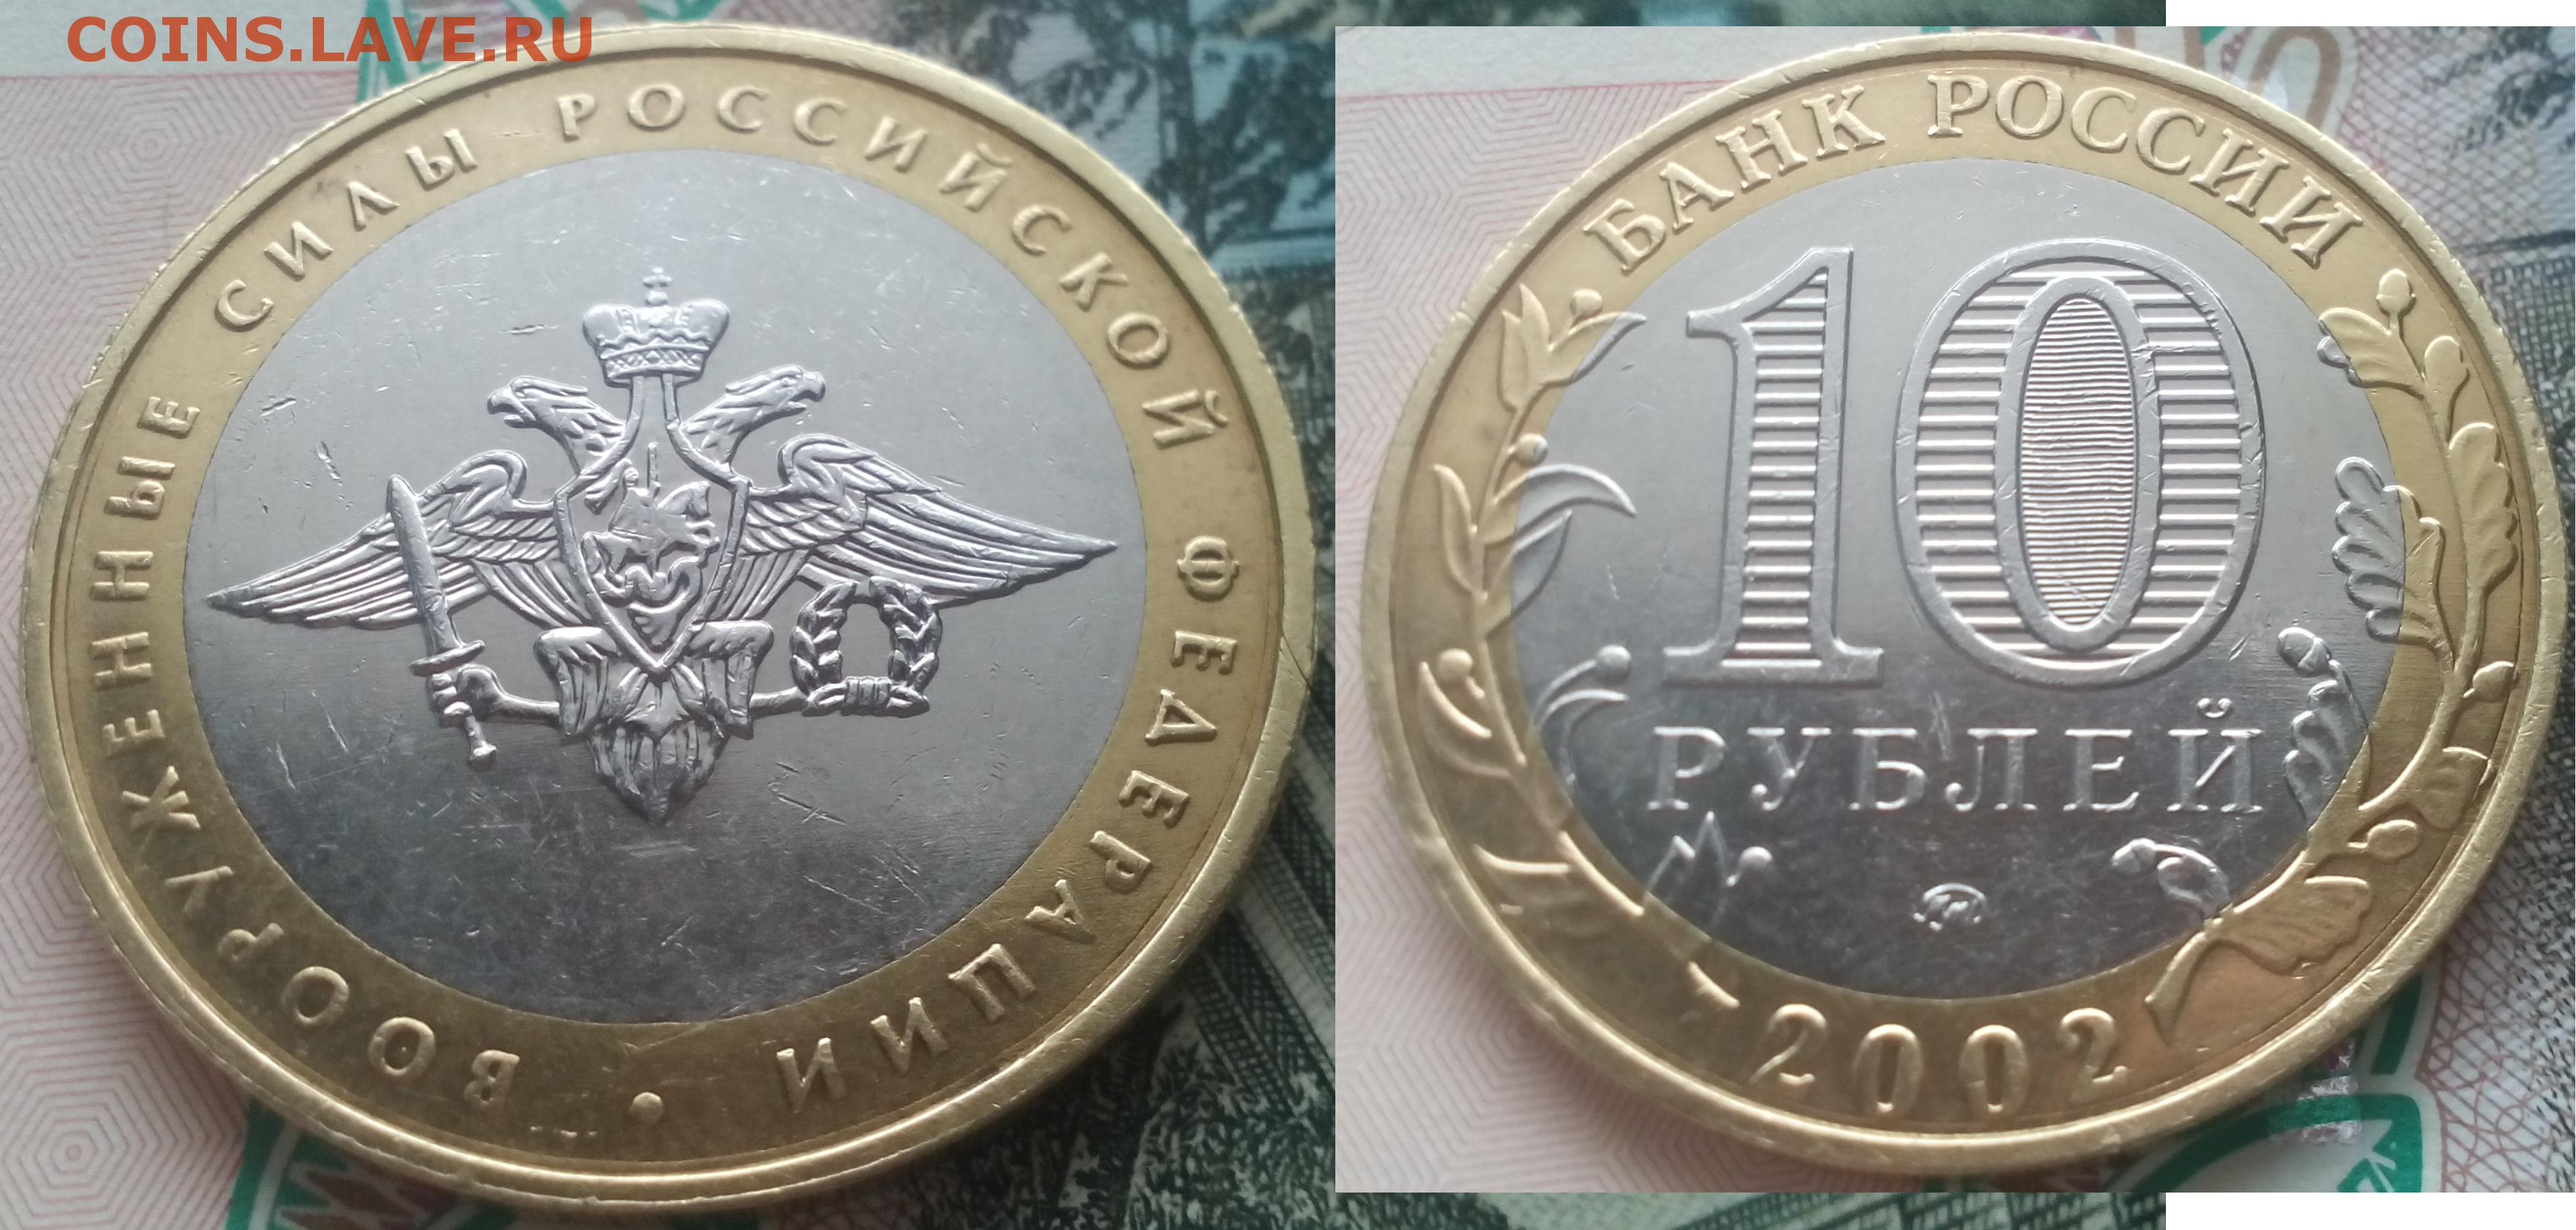 COINS.LAVE.RU
ВООРУЖЕННЫЕ СИЛЫ РОССИЙСКОЙ ФЕДЕРАЦИИ •
БАНК РОССИИ
10
РУБЛЕЙ
2002